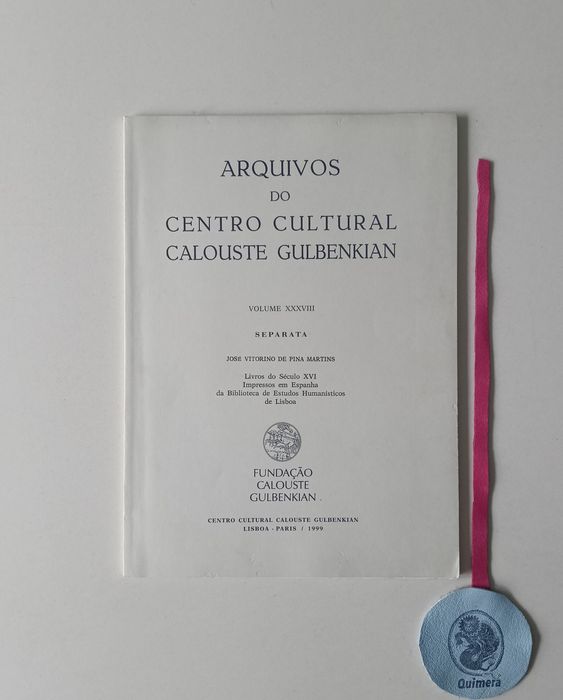 ARQUIVOS
DO
CENTRO CULTURAL
CALOUSTE GULBENKIAN
VOLUME XXXVIII
SEPARATA
JOSÉ VITORINO DE PINA MARTINS
Livros do Século XVI
Impressos em Espanha
da Biblioteca de Estudos Humanísticos
de Lisboa
FUNDAÇÃO
CALOUSTE
GULBENKIAN
CENTRO CULTURAL CALOUSTE GULBENKIAN
LISBOA - PARIS / 1999
Quimera